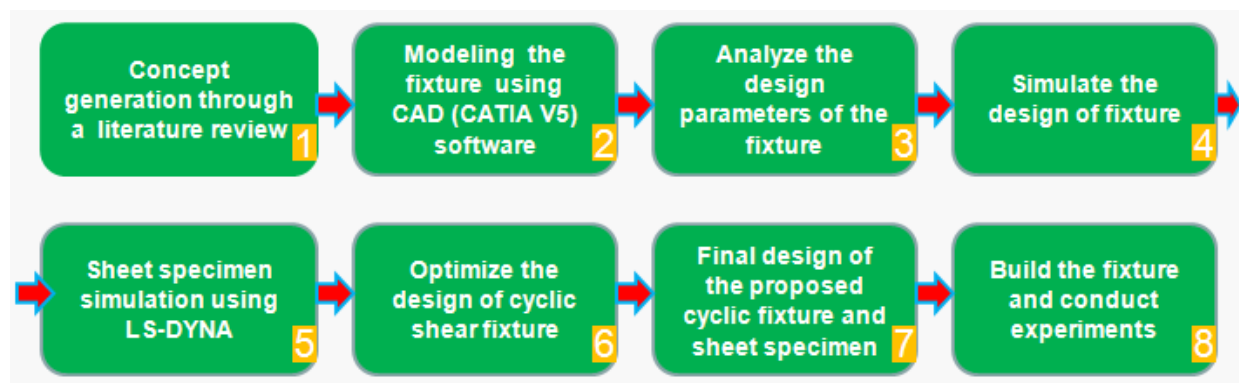 Concept
generation through
a literature review
1
Modeling the
fixture using
CAD (CATIA V5)
software
2
Analyze the
design
parameters of the
fixture
3
Simulate the
design of fixture
4
Sheet specimen
simulation using
LS-DYNA
5
Optimize the
design of cyclic
shear fixture
6
Final design of
the proposed
cyclic fixture and
sheet specimen
7
Build the fixture
and conduct
experiments
8